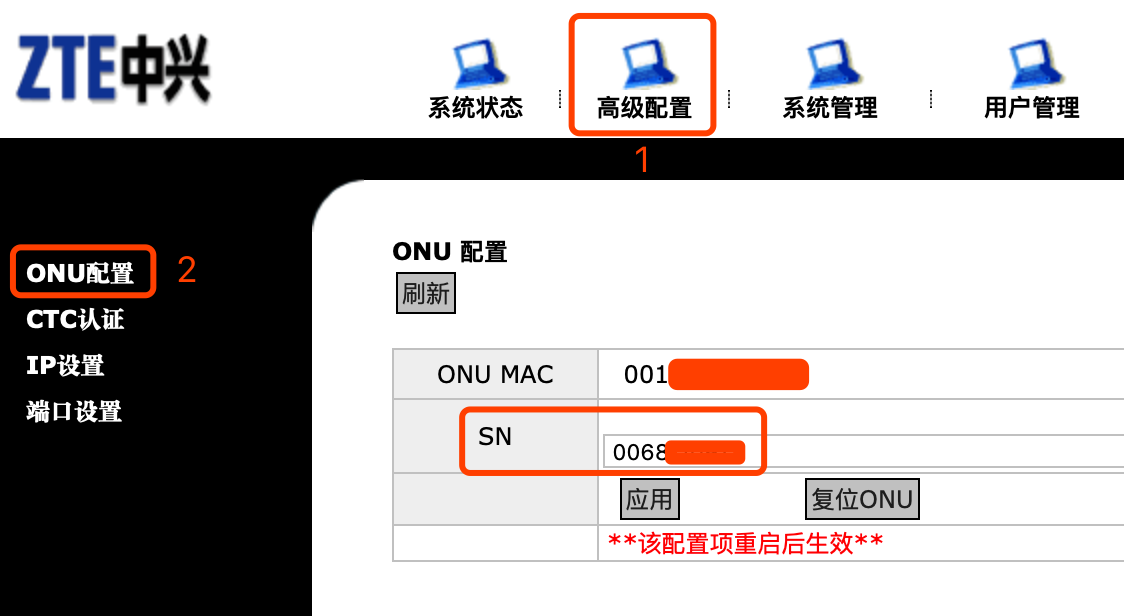 ZTE中兴
系统状态
高级配置
系统管理
用户管理
1
ONU配置
2
CTC认证
IP设置
端口设置
ONU 配置
刷新
ONU MAC 001
SN 0068
应用 复位ONU
**该配置项重启后生效**